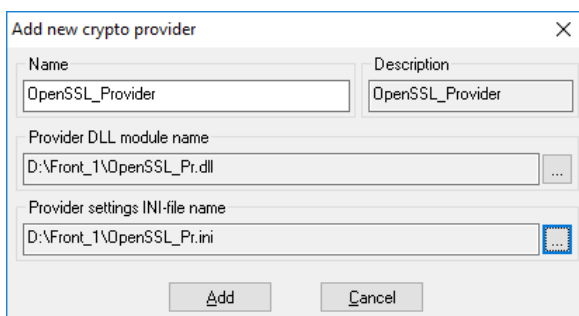 Add new crypto provider
Name
Description
OpenSSL_Provider
OpenSSL_Provider
Provider DLL module name
D:\Front_1\OpenSSL_Pr.dll
...
Provider settings INI-file name
D:\Front_1\OpenSSL_Pr.ini
...
Add
Cancel